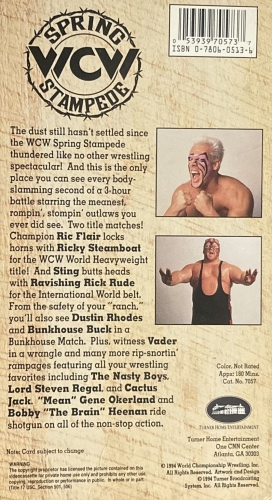 SPRING
WCW
STAMPEDE
53939 70573
ISBN 0-7806-0513-6
The dust still hasn't settled since
the WCW Spring Stampede
thundered like no other wrestling
spectacular! And this is the only
place you can see every body-
slamming second of a 3-hour
battle starring the meanest,
rompin', stompin' outlaws you
ever did see. Two title matches!
Champion Ric Flair locks
horns with Ricky Steamboat
for the WCW World Heavyweight
title! And Sting butts heads
with Ravishing Rick Rude
for the International World belt.
From the safety of your "ranch,"
you'll also see Dustin Rhodes
and Bunkhouse Buck in a
Bunkhouse Match. Plus, witness Vader
in a wrangle and many more rip-snortin'
rampages featuring all your wrestling
favorites including The Nasty Boys,
Lord Steven Regal, and Cactus
Jack. "Mean" Gene Okerland and
Bobby "The Brain" Heenan ride
shotgun on all of the non-stop action.
Note: Card subject to change
WARNING:
The copyright proprietor has licensed the picture contained on this
videocassette for private home use only and prohibits any other use,
copying, reproduction or performance in public, in whole or in part
(Title 17 USC, Section 501, 506)
Color, Not Rated
Appx: 180 Mins.
Cat. No. 7057.
TURNER HOME ENTERTAINMENT
Turner Home Entertainment
One CNN Center
Atlanta, GA 30303
© 1994 World Championship Wrestling, Inc.
All Rights Reserved. Artwork and Design
© 1994 Turner Broadcasting
System, Inc. All Rights Reserved.